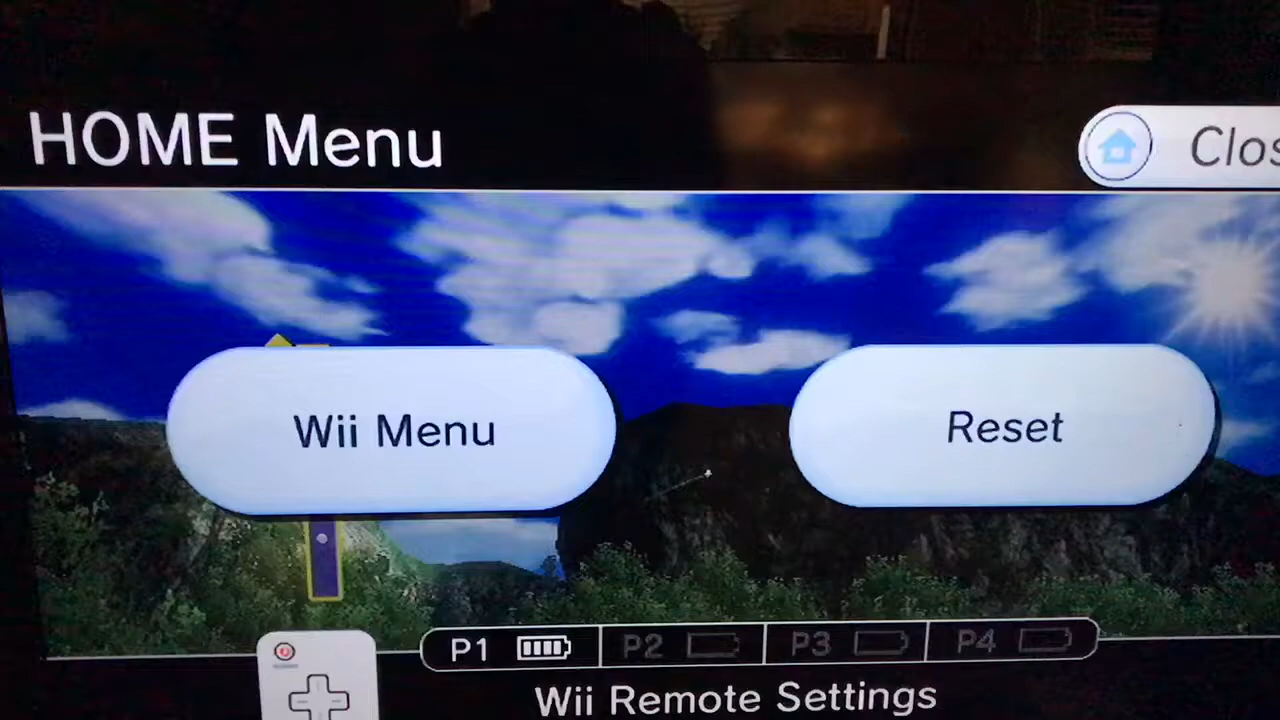 HOME Menu
Clos
Wii Menu
Reset
P1 P2 P3 P4
Wii Remote Settings